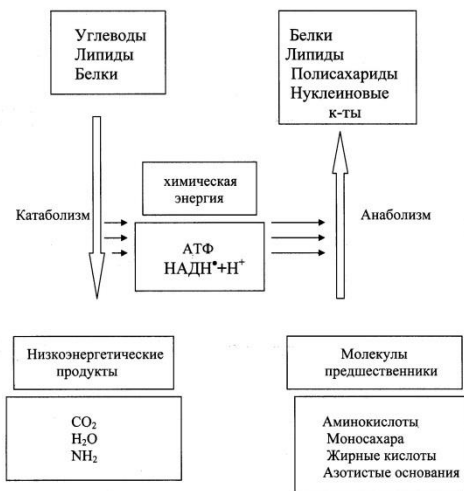 Углеводы
Липиды
Белки
Белки
Липиды
Полисахариды
Нуклеиновые
к-ты
химическая
энергия
Катаболизм
Анаболизм
АТФ
НАДН•+Н⁺
Низкоэнергетические
продукты
Молекулы
предшественники
CO₂
H₂O
NH₂
Аминокислоты
Моносахара
Жирные кислоты
Азотистые основания